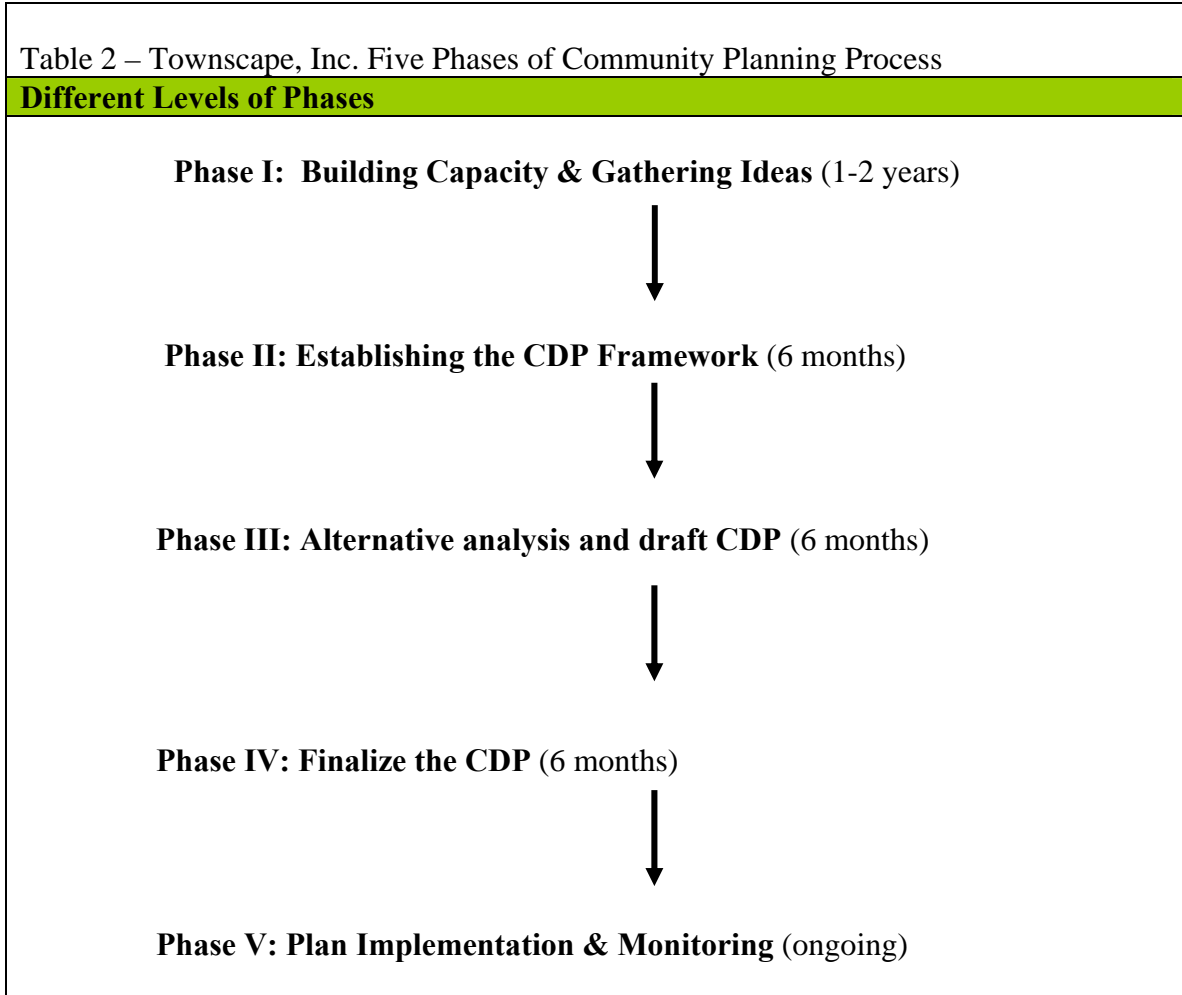 Table 2 – Townscape, Inc. Five Phases of Community Planning Process
Different Levels of Phases
Phase I:  Building Capacity & Gathering Ideas (1-2 years)
Phase II: Establishing the CDP Framework (6 months)
Phase III: Alternative analysis and draft CDP (6 months)
Phase IV: Finalize the CDP (6 months)
Phase V: Plan Implementation & Monitoring (ongoing)